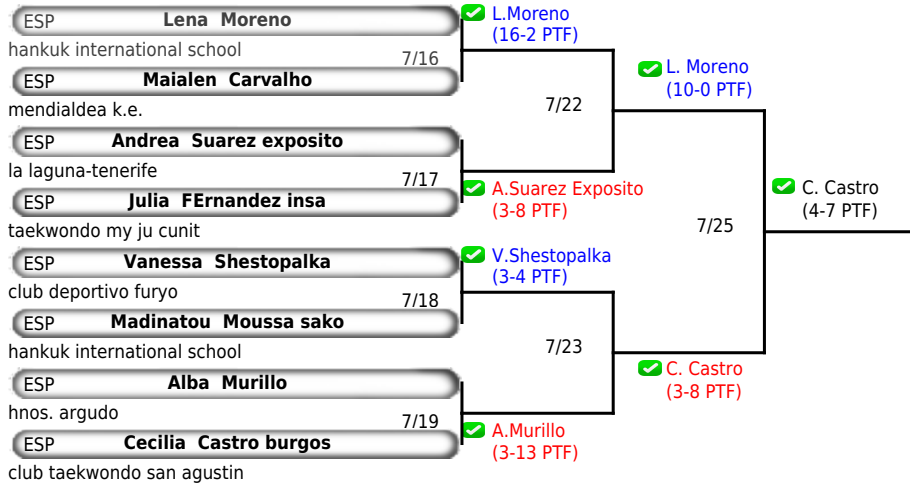 ESP Lena Moreno
hankuk international school
7/16
ESP Maialen Carvalho
mendialdea k.e.
ESP Andrea Suarez exposito
la laguna-tenerife
7/17
ESP Julia FErnandez insa
taekwondo my ju cunit
ESP Vanessa Shestopalka
club deportivo furyo
7/18
ESP Madinatou Moussa sako
hankuk international school
ESP Alba Murillo
hnos. argudo
7/19
ESP Cecilia Castro burgos
club taekwondo san agustin
L.Moreno
(16-2 PTF)
7/22
A.Suarez Exposito
(3-8 PTF)
V.Shestopalka
(3-4 PTF)
7/23
A.Murillo
(3-13 PTF)
L. Moreno
(10-0 PTF)
7/25
C. Castro
(3-8 PTF)
C. Castro
(4-7 PTF)